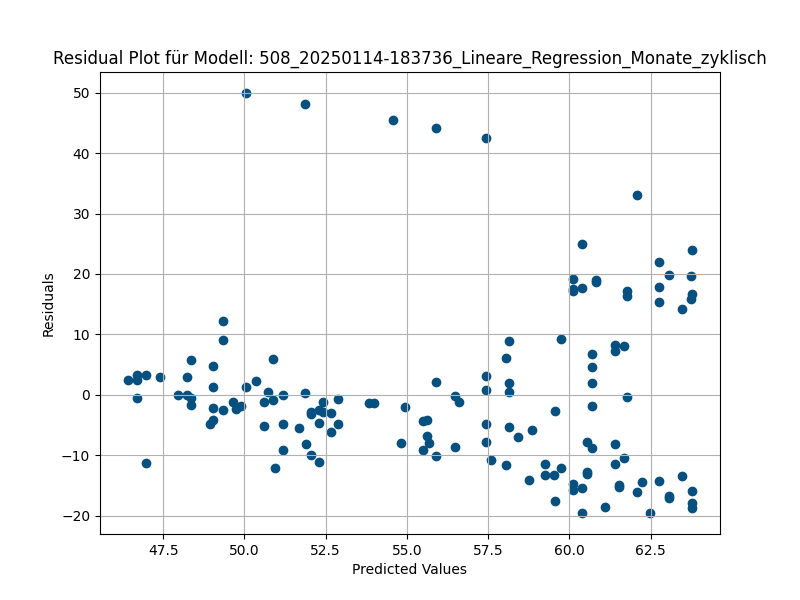 Residual Plot für Modell: 508_20250114-183736_Lineare_Regression_Monate_zyklisch
50
40
30
20
10
0
−10
−20
Residuals
47.5 50.0 52.5 55.0 57.5 60.0 62.5
Predicted Values